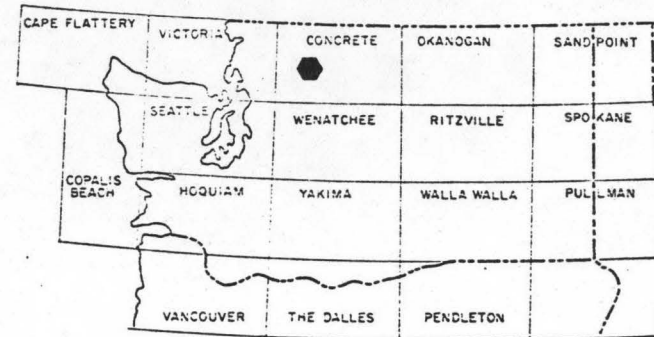 CAPE FLATTERY
VICTORIA
CONCRETE
OKANOGAN
SAND POINT
SEATTLE
WENATCHEE
RITZVILLE
SPOKANE
COPALIS
BEACH
HOQUIAM
YAKIMA
WALLA WALLA
PULLMAN
VANCOUVER
THE DALLES
PENDLETON